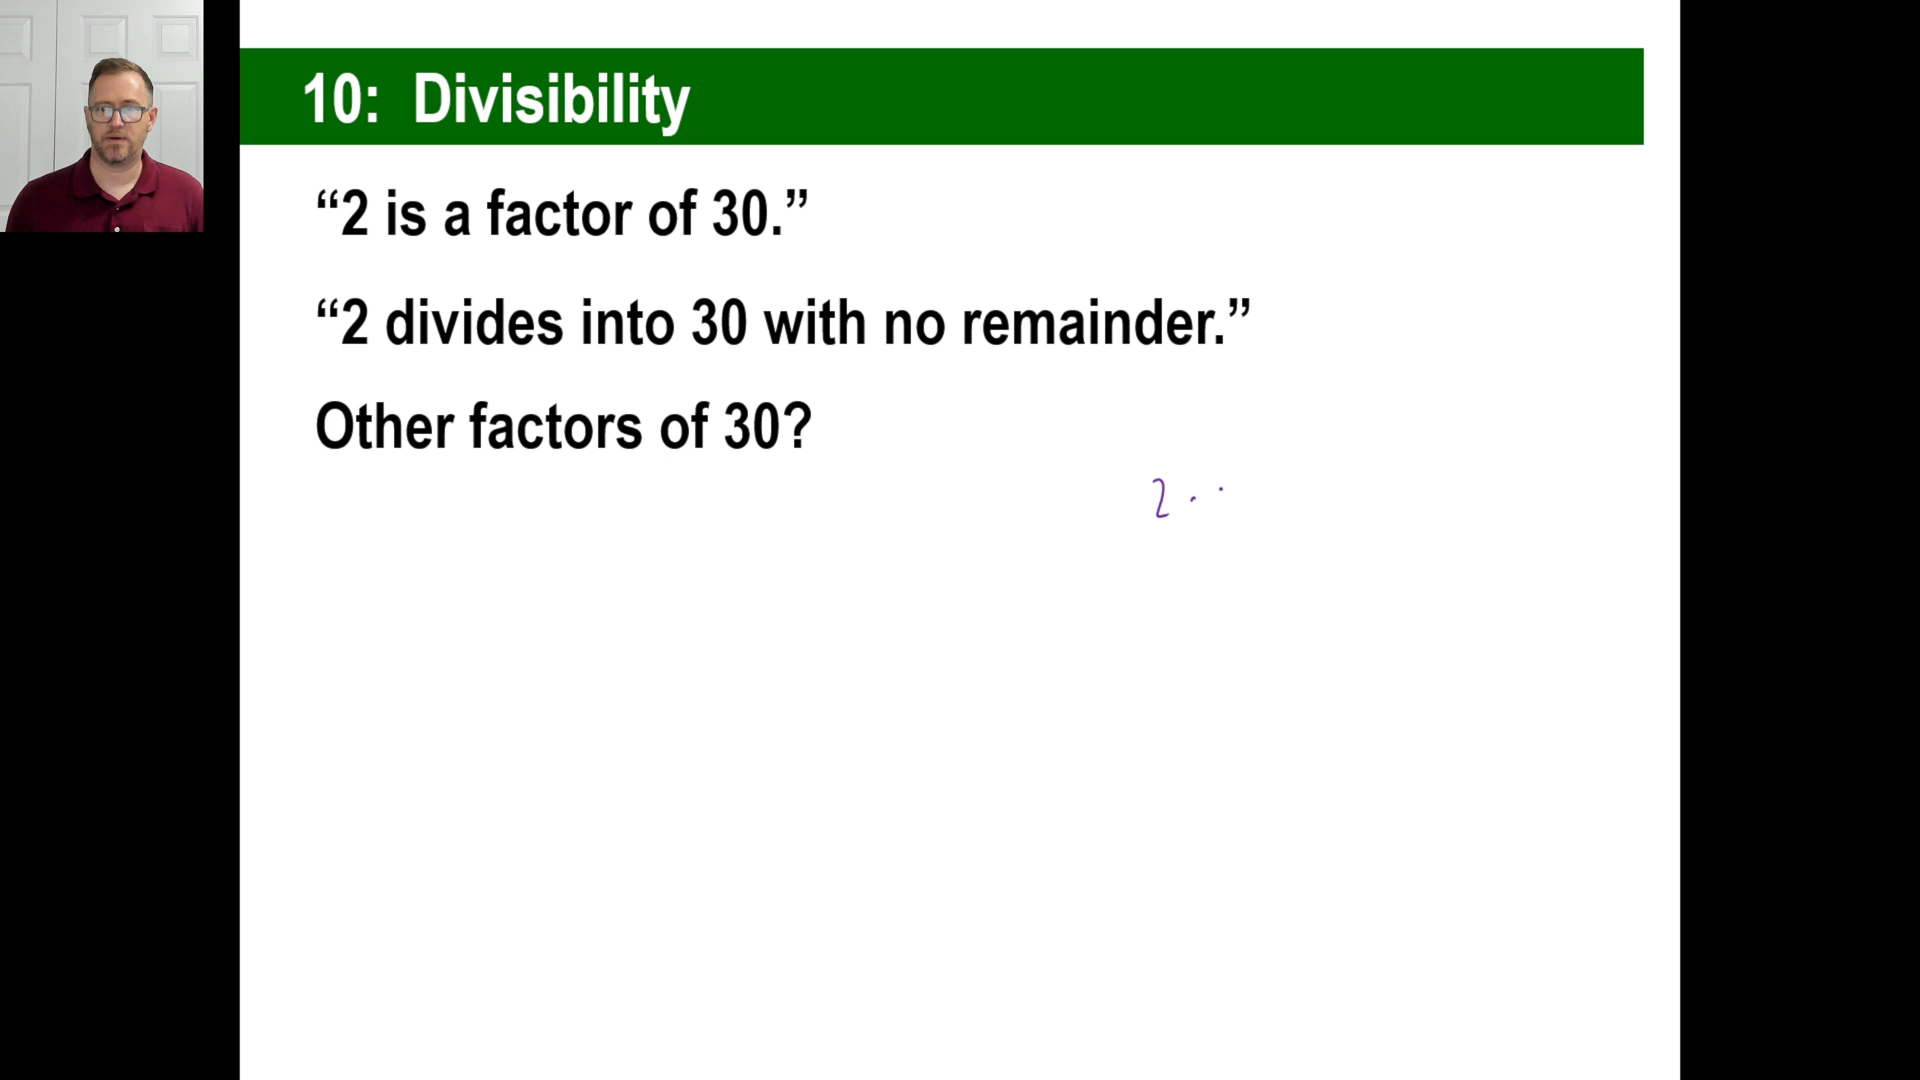 10: Divisibility
“2 is a factor of 30.”
“2 divides into 30 with no remainder.”
Other factors of 30?
2 ·